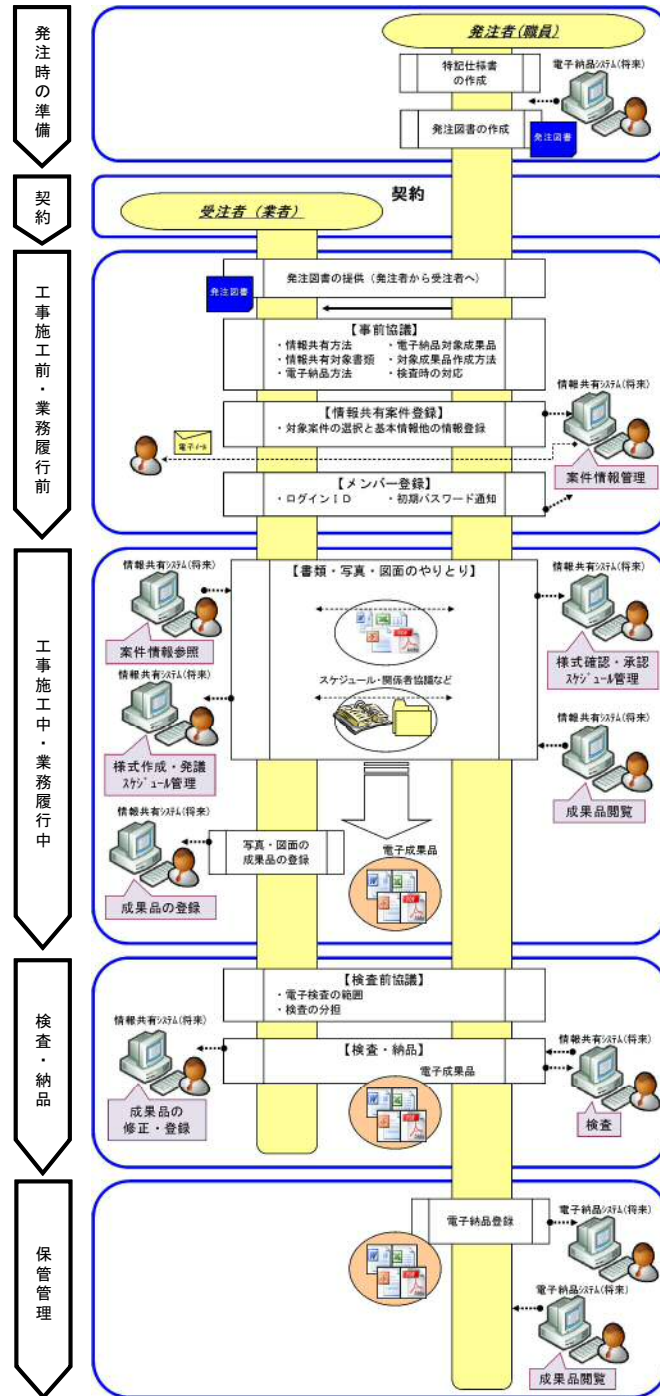 発注時の準備
発注者(職員)
特記仕様書
の作成
電子納品システム(将来)
発注図書の作成
発注図書
契約
契約
受注者（業者）
工事施工前・業務履行前
発注図書の提供（発注者から受注者へ）
発注図書
【事前協議】
・情報共有方法　・電子納品対象成果品
・情報共有対象書類　・対象成果品作成方法
・電子納品方法　・検査時の対応
【情報共有案件登録】
・対象案件の選択と基本情報他の情報登録
情報共有システム(将来)
電子メール
案件情報管理
【メンバー登録】
・ログインＩＤ　・初期パスワード通知
工事施工中・業務履行中
【書類・写真・図面のやりとり】
情報共有システム(将来)
案件情報参照
情報共有システム(将来)
様式確認・承認
スケジュール管理
スケジュール・関係者協議など
情報共有システム(将来)
様式作成・発議
スケジュール管理
情報共有システム(将来)
成果品閲覧
情報共有システム(将来)
写真・図面の
成果品の登録
成果品の登録
電子成果品
検査・納品
【検査前協議】
・電子検査の範囲
・検査の分担
情報共有システム(将来)
成果品の
修正・登録
【検査・納品】
電子成果品
情報共有システム(将来)
検査
保管管理
電子納品登録
電子納品システム(将来)
電子納品システム(将来)
成果品閲覧